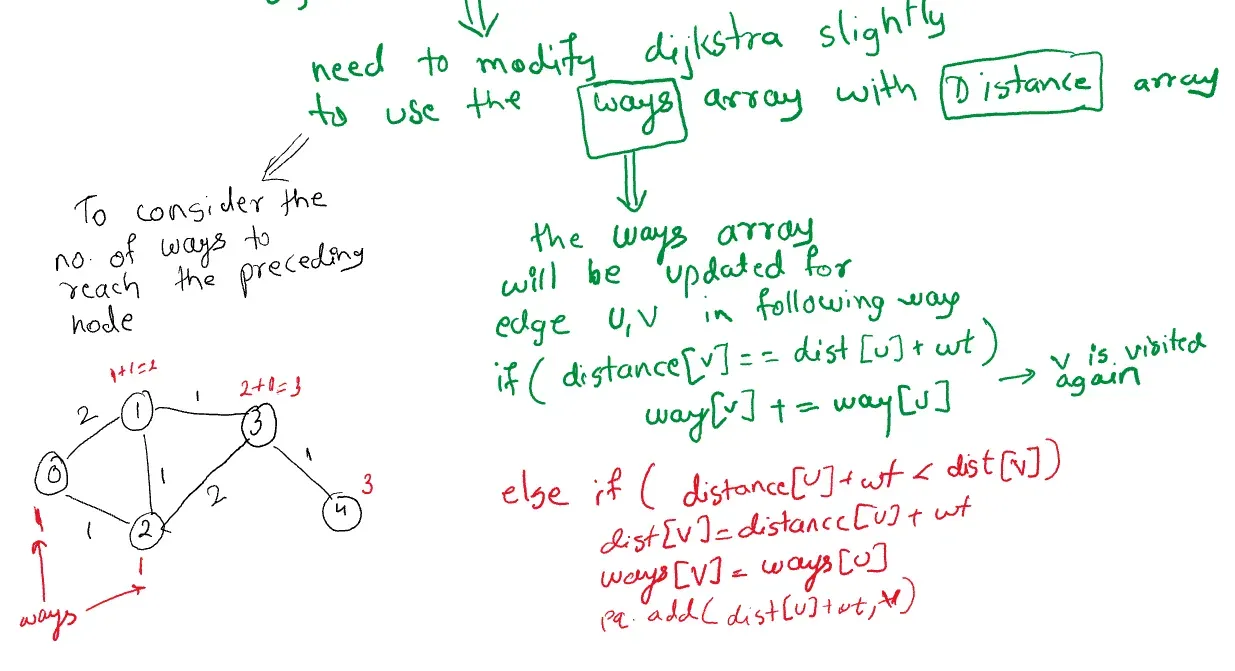 need to modify dijkstra slightly
to use the ways array with Distance array
To consider the
no. of ways to
reach the preceding
node
the ways array
will be updated for
edge U,V in following way
if ( distance[v] == dist [u] + wt)
way[v] += way[u]
→ v is visited
again
else if ( distance[u] + wt < dist[v])
dist[v] = distance[u] + wt
ways[v] = ways[u]
pq. add( dist[u] + wt, v)
1+1=2
2+1=3
2
1
1
3
0
1
1
2
1
2
1
4
3
1
1
ways